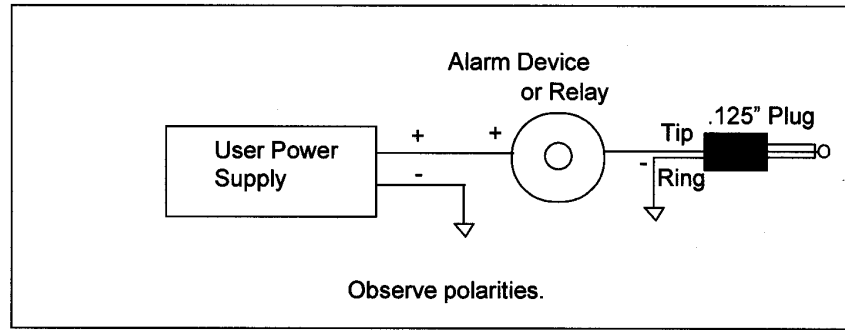 Alarm Device
or Relay
.125" Plug
User Power
Supply
+
+
-
Tip
-
Ring
Observe polarities.